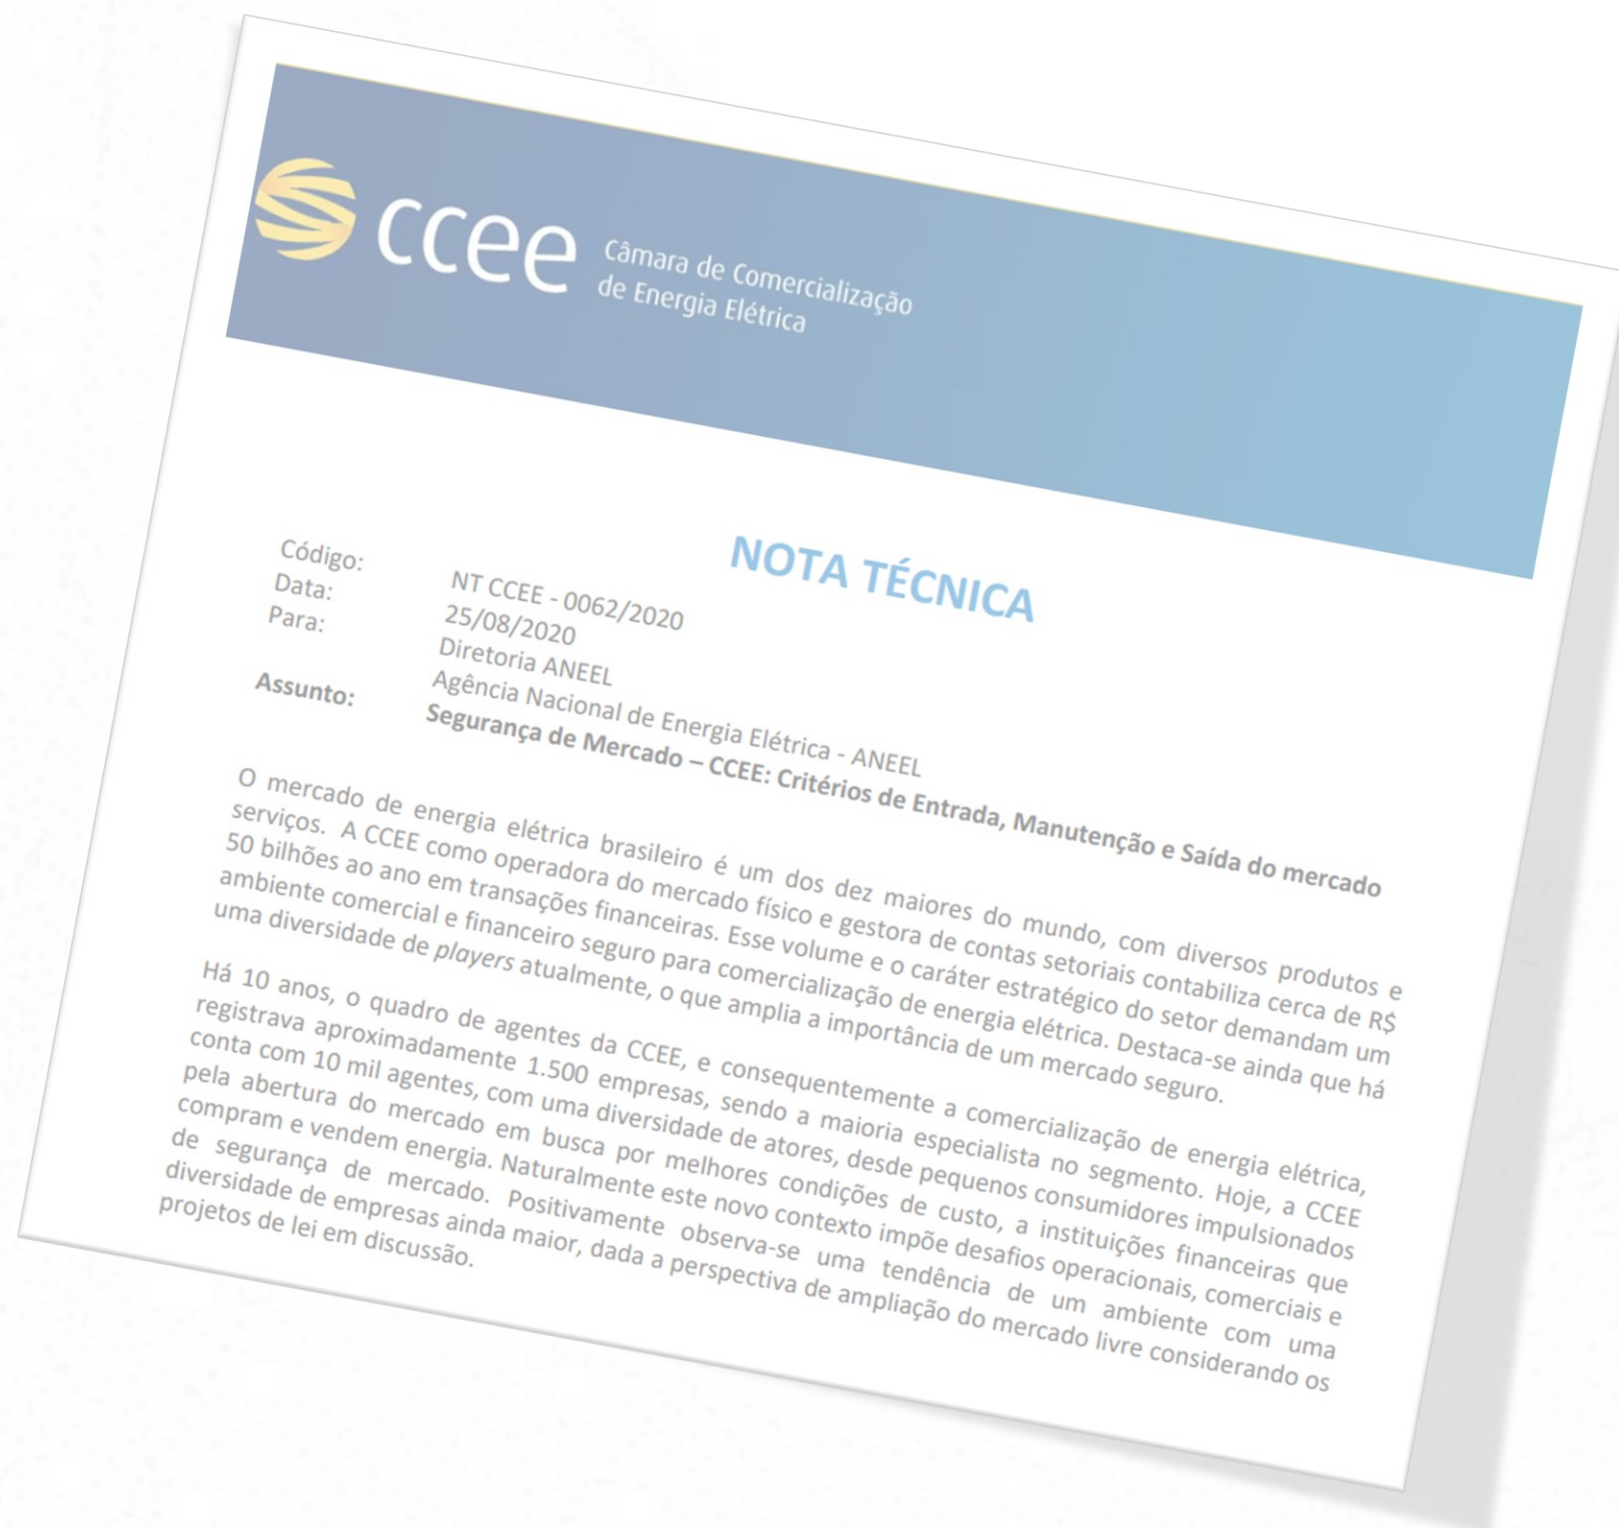 ccee
Câmara de Comercialização
de Energia Elétrica
NOTA TÉCNICA
Código: NT CCEE - 0062/2020
Data: 25/08/2020
Para: Diretoria ANEEL
Agência Nacional de Energia Elétrica - ANEEL
Assunto: Segurança de Mercado – CCEE: Critérios de Entrada, Manutenção e Saída do mercado
O mercado de energia elétrica brasileiro é um dos dez maiores do mundo, com diversos produtos e
serviços. A CCEE como operadora do mercado físico e gestora de contas setoriais contabiliza cerca de R$
50 bilhões ao ano em transações financeiras. Esse volume e o caráter estratégico do setor demandam um
ambiente comercial e financeiro seguro para comercialização de energia elétrica. Destaca-se ainda que há
uma diversidade de players atualmente, o que amplia a importância de um mercado seguro.
Há 10 anos, o quadro de agentes da CCEE, e consequentemente a comercialização de energia elétrica,
registrava aproximadamente 1.500 empresas, sendo a maioria especialista no segmento. Hoje, a CCEE
conta com 10 mil agentes, com uma diversidade de atores, desde pequenos consumidores impulsionados
pela abertura do mercado em busca por melhores condições de custo, a instituições financeiras que
compram e vendem energia. Naturalmente este novo contexto impõe desafios operacionais, comerciais e
de segurança de mercado. Positivamente observa-se uma tendência de um ambiente com uma
diversidade de empresas ainda maior, dada a perspectiva de ampliação do mercado livre considerando os
projetos de lei em discussão.